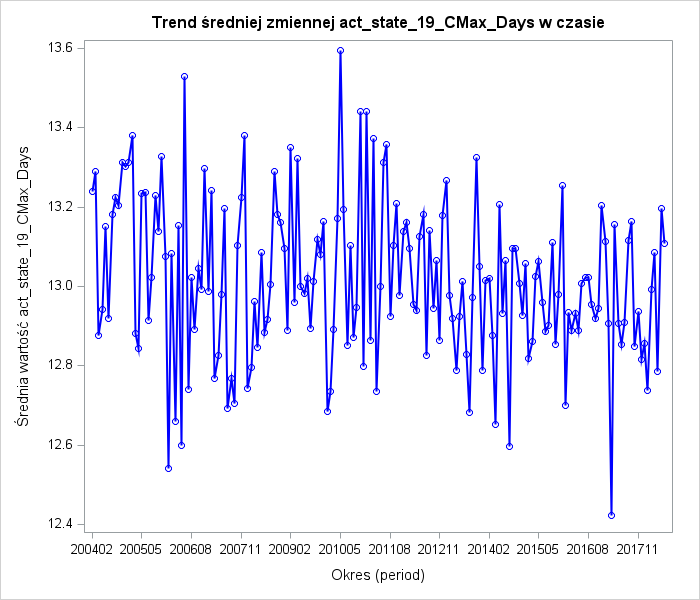 Trend średniej zmiennej act_state_19_CMax_Days w czasie
Średnia wartość act_state_19_CMax_Days
13.6
13.4
13.2
13.0
12.8
12.6
12.4
200402 200505 200608 200711 200902 201005 201108 201211 201402 201505 201608 201711
Okres (period)